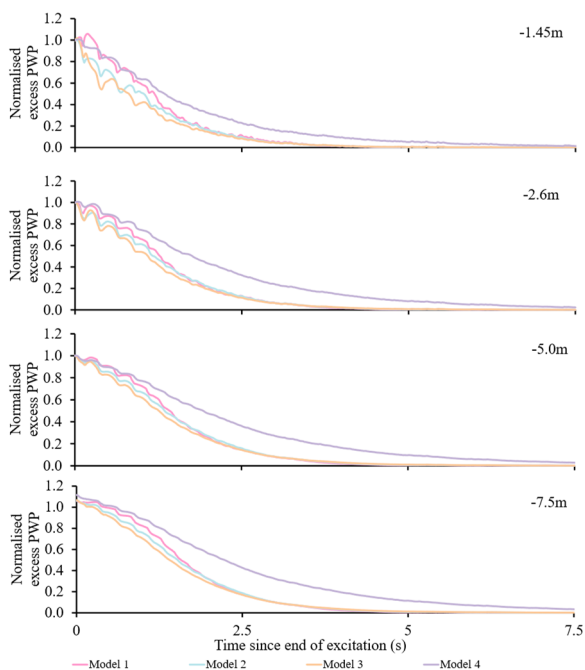 1.2
1.0
0.8
0.6
0.4
0.2
0.0
Normalised
excess PWP
-1.45m
1.2
1.0
0.8
0.6
0.4
0.2
0.0
Normalised
excess PWP
-2.6m
1.2
1.0
0.8
0.6
0.4
0.2
0.0
Normalised
excess PWP
-5.0m
1.2
1.0
0.8
0.6
0.4
0.2
0.0
Normalised
excess PWP
-7.5m
0 2.5 5 7.5
Time since end of excitation (s)
Model 1 Model 2 Model 3 Model 4